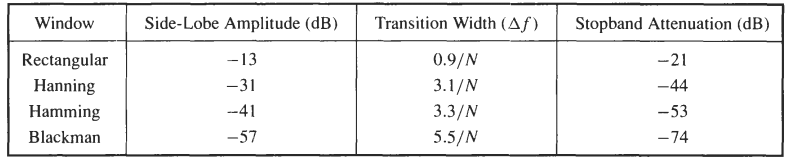 Window Side-Lobe Amplitude (dB) Transition Width (Δf) Stopband Attenuation (dB)
Rectangular −13 0.9/N −21
Hanning −31 3.1/N −44
Hamming −41 3.3/N −53
Blackman −57 5.5/N −74